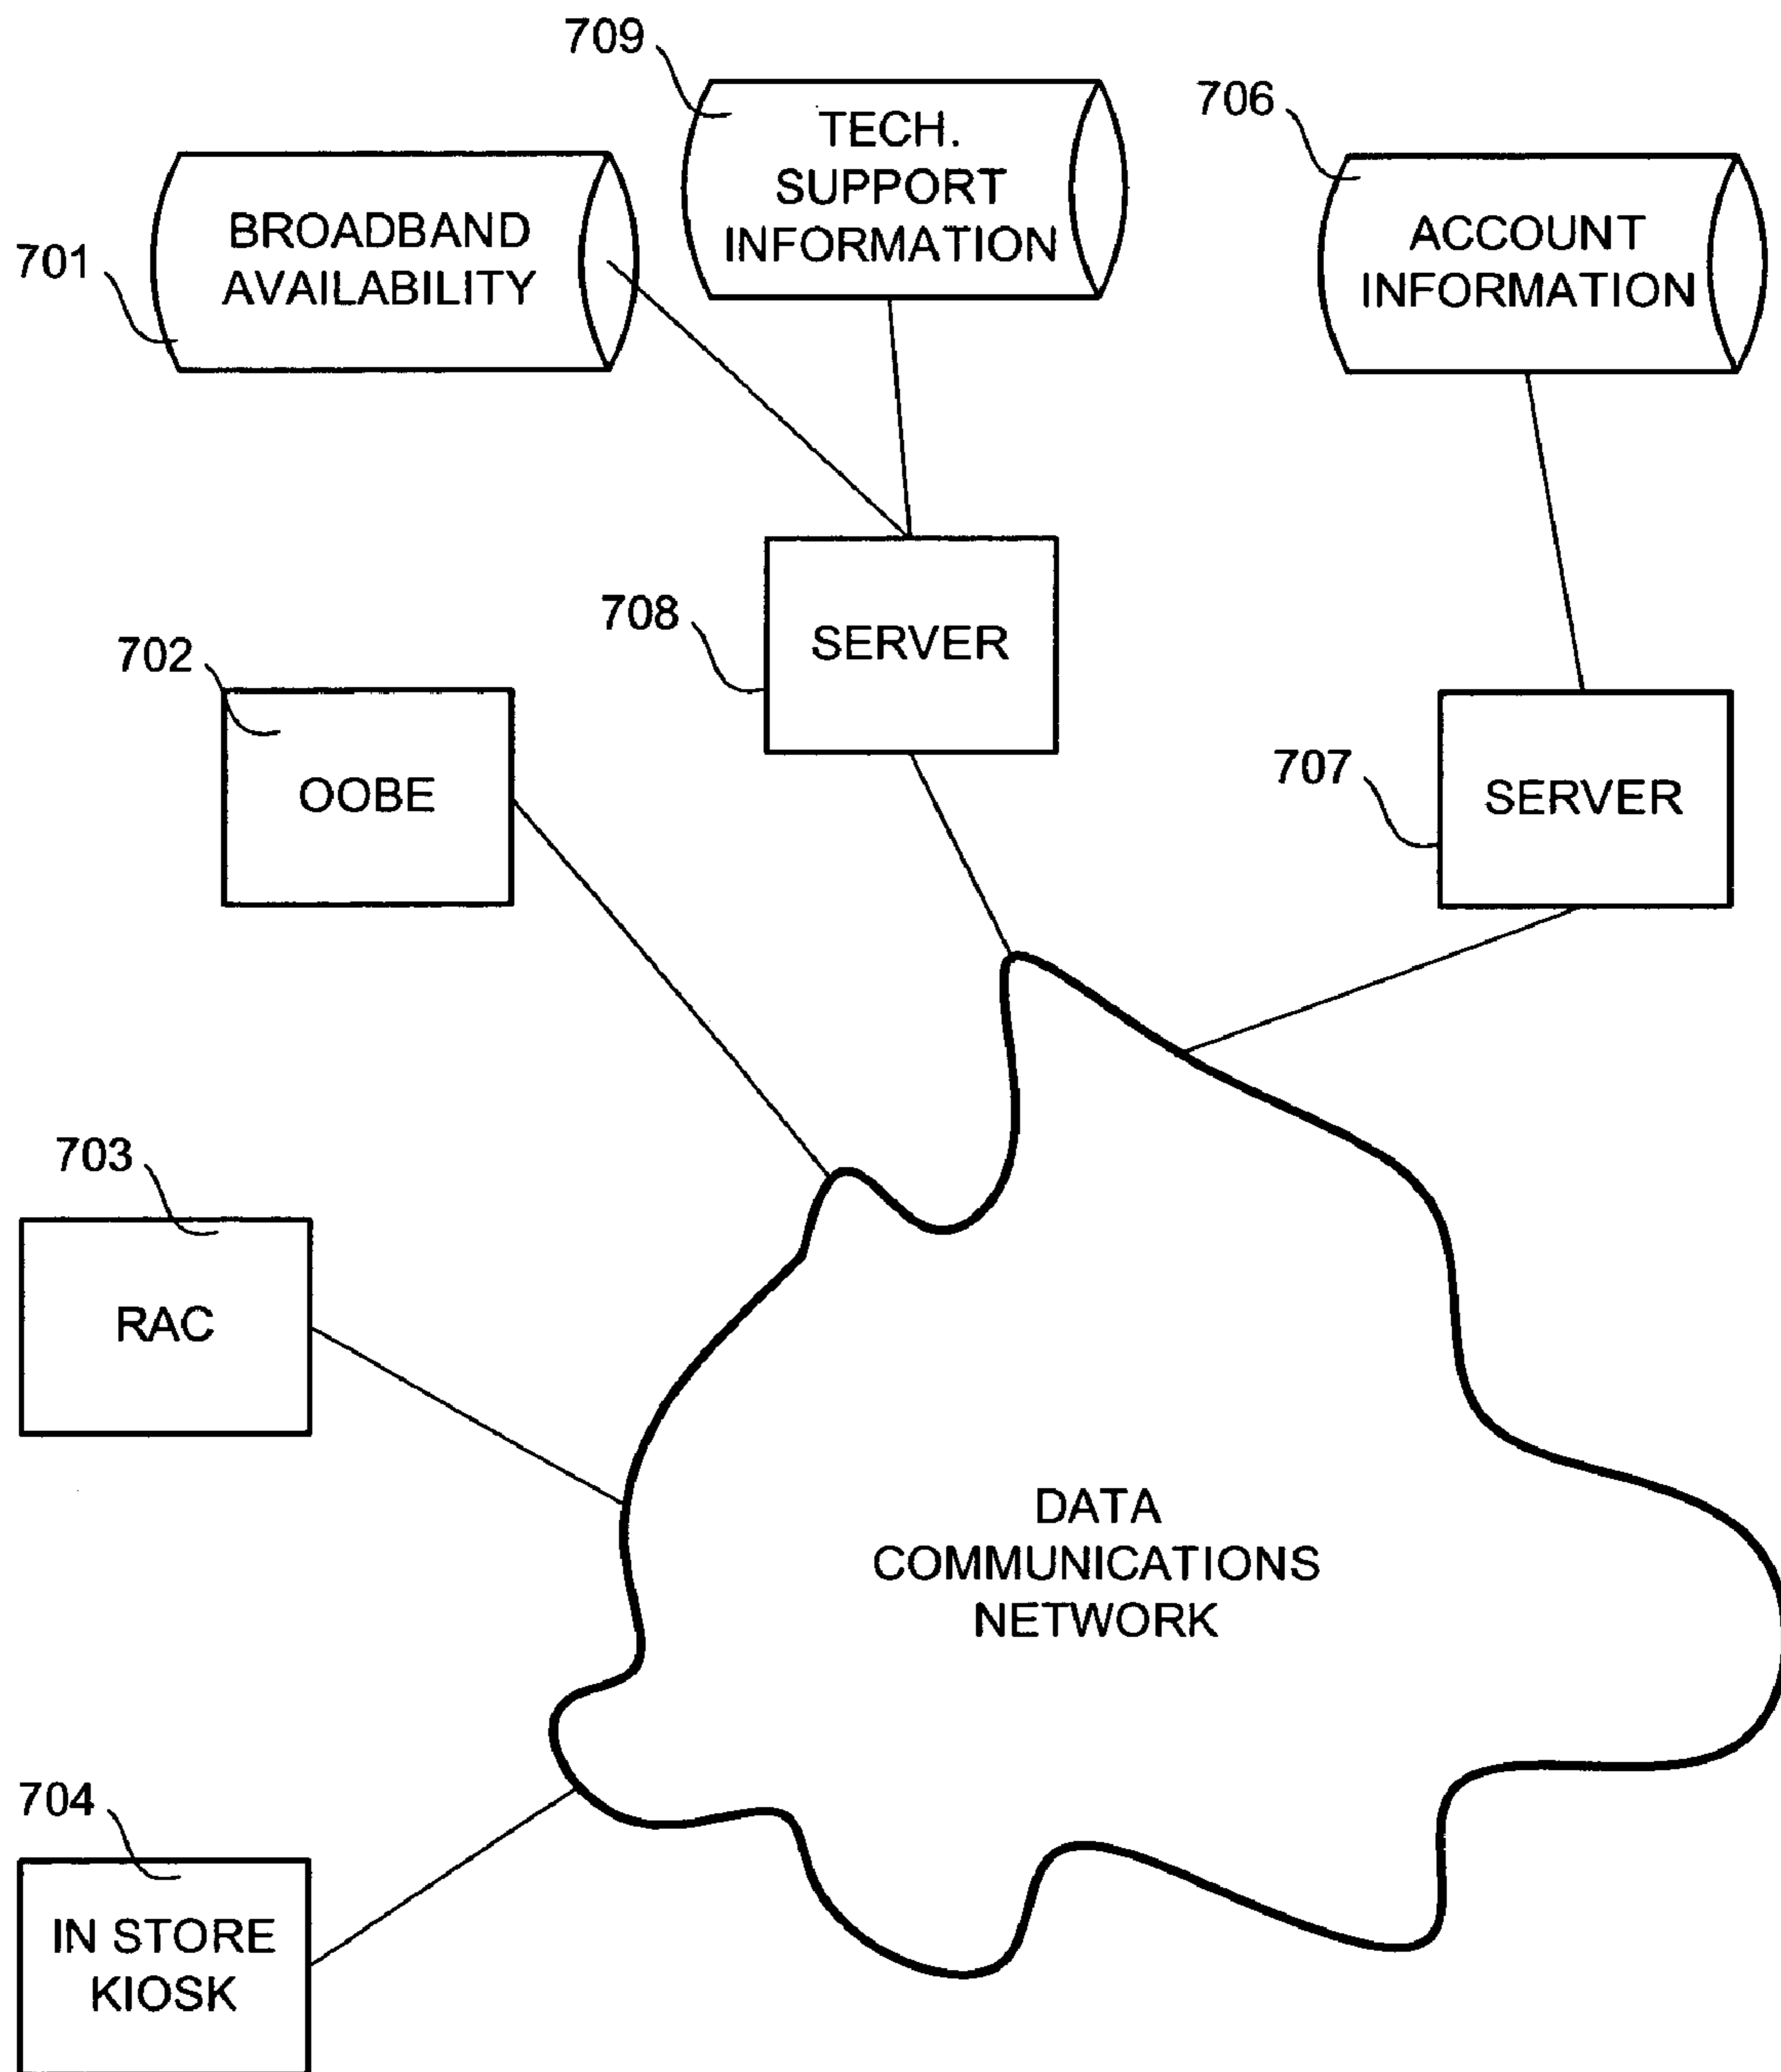 709
TECH.
SUPPORT
INFORMATION
706
ACCOUNT
INFORMATION
701
BROADBAND
AVAILABILITY
708
SERVER
702
OOBE
707
SERVER
703
RAC
DATA
COMMUNICATIONS
NETWORK
704
IN STORE
KIOSK